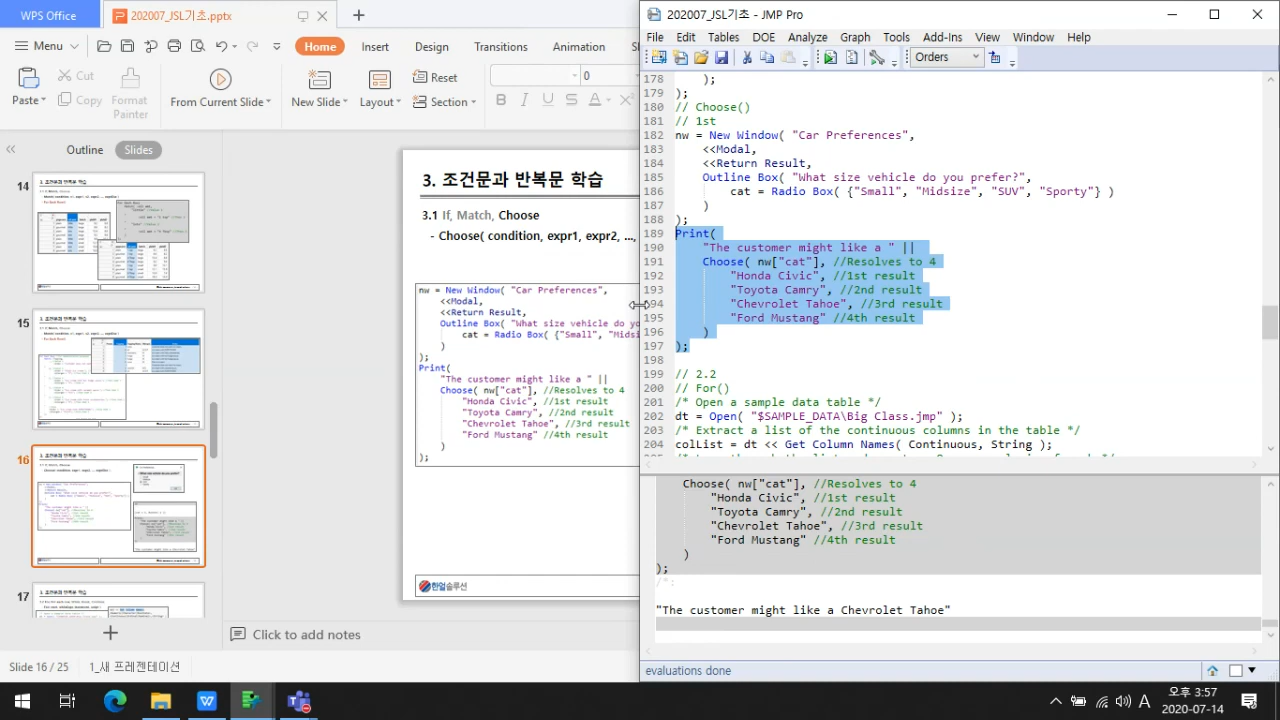 WPS Office
202007_JSL기초.pptx
Menu
Home
Insert
Design
Transitions
Animation
Paste
Cut
Copy
Format
Painter
From Current Slide
New Slide
Layout
Reset
Section
0
B I U S A X
Outline
Slides
14
15
16
17
3. 조건문과 반복문 학습
3.1 If, Match, Choose
- Choose( condition, expr1, expr2, ...,
nw = New Window( "Car Preferences",
<<Modal,
<<Return Result,
Outline Box( "What size vehicle do yo
cat = Radio Box( {"Small", "Midsi
)
);
Print(
"The customer might like a " ||
Choose( nw["cat"], //Resolves to 4
"Honda Civic", //1st result
"Toyota Camry", //2nd result
"Chevrolet Tahoe", //3rd result
"Ford Mustang" //4th result
)
);
한일솔루션
Click to add notes
Slide 16 / 25
1_새 프레젠테이션
202007_JSL기초 - JMP Pro
File Edit Tables DOE Analyze Graph Tools Add-Ins View Window Help
Orders
178 );
179 );
180 // Choose()
181 // 1st
182 nw = New Window( "Car Preferences",
183 <<Modal,
184 <<Return Result,
185 Outline Box( "What size vehicle do you prefer?",
186 cat = Radio Box( {"Small", "Midsize", "SUV", "Sporty"} )
187 )
188 );
189 Print(
190 "The customer might like a " ||
191 Choose( nw["cat"], //Resolves to 4
192 "Honda Civic", //1st result
193 "Toyota Camry", //2nd result
194 "Chevrolet Tahoe", //3rd result
195 "Ford Mustang" //4th result
196 )
197 );
198
199 // 2.2
200 // For()
201 /* Open a sample data table */
202 dt = Open( "$SAMPLE_DATA\Big Class.jmp" );
203 /* Extract a list of the continuous columns in the table */
204 colList = dt << Get Column Names( Continuous, String );
Choose( nw["cat"], //Resolves to 4
"Honda Civic", //1st result
"Toyota Camry", //2nd result
"Chevrolet Tahoe", //3rd result
"Ford Mustang" //4th result
)
);
/*:
"The customer might like a Chevrolet Tahoe"
evaluations done
A
오후 3:57
2020-07-14